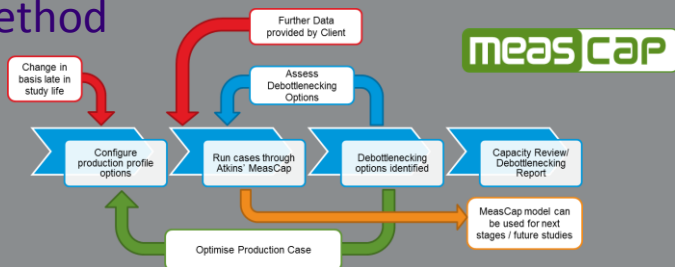 ethod
Further Data
provided by Client
meascap
Change in
basis late in
study life
Assess
Debottlenecking
Options
Configure
production profile
options
Run cases through
Atkins' MeasCap
Debottlenecking
options identified
Capacity Review/
Debottlenecking
Report
MeasCap model can
be used for next
stages / future studies
Optimise Production Case